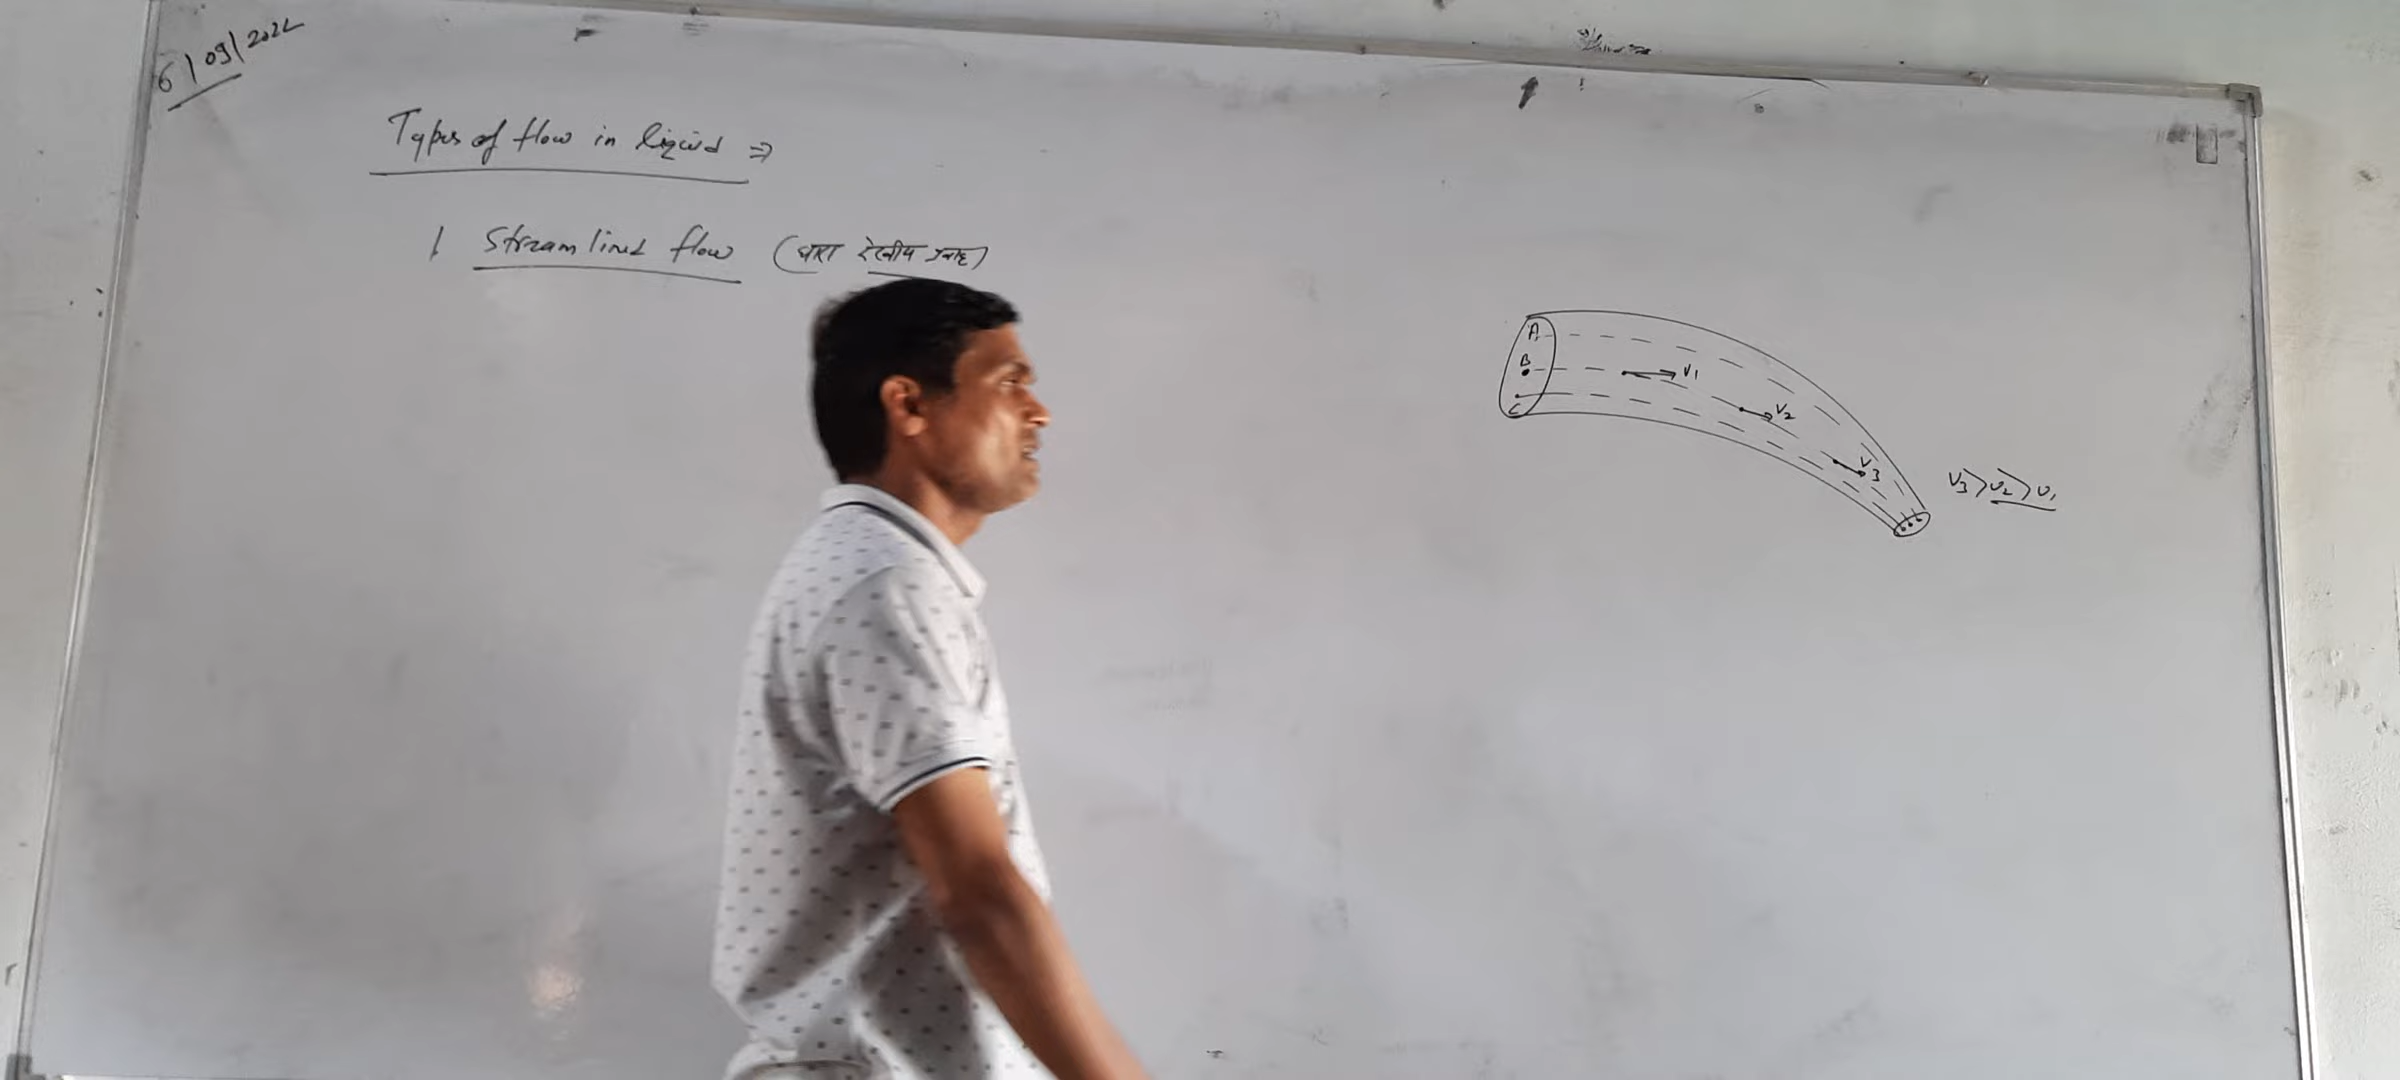 6/09/2022
Types of flow in liquid ⇒
1 Streamlined flow (धारा रेखीय प्रवाह)
A
B
C
V1
V2
V3
V3>V2>V1